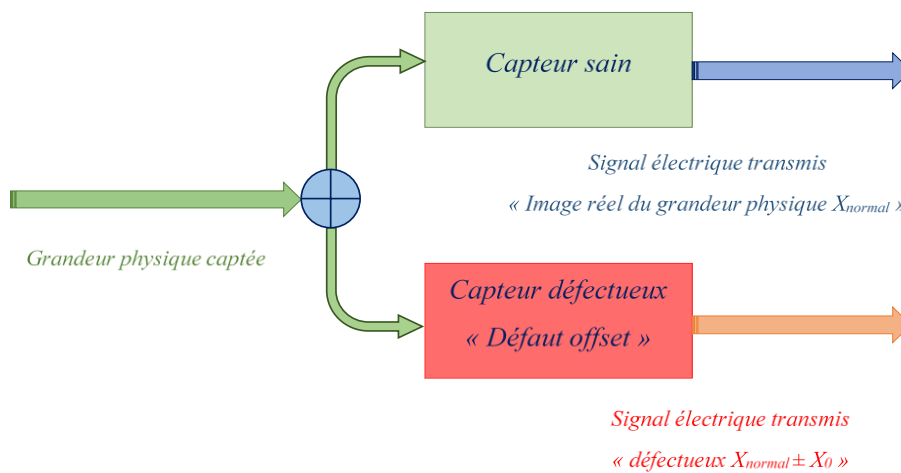 Capteur sain
Signal électrique transmis
« Image réel du grandeur physique Xnormal »
Grandeur physique captée
Capteur défectueux
« Défaut offset »
Signal électrique transmis
« défectueux Xnormal ± X0 »